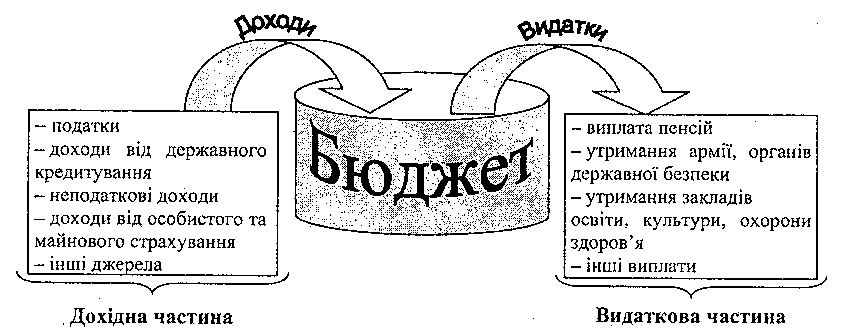 Доходи
Видатки
Бюджет
– податки
– доходи від державного
кредитування
– неподаткові доходи
– доходи від особистого та
майнового страхування
– інші джерела
– виплата пенсій
– утримання армії, органів
державної безпеки
– утримання закладів
освіти, культури, охорони
здоров’я
– інші виплати
Дохідна частина
Видаткова частина